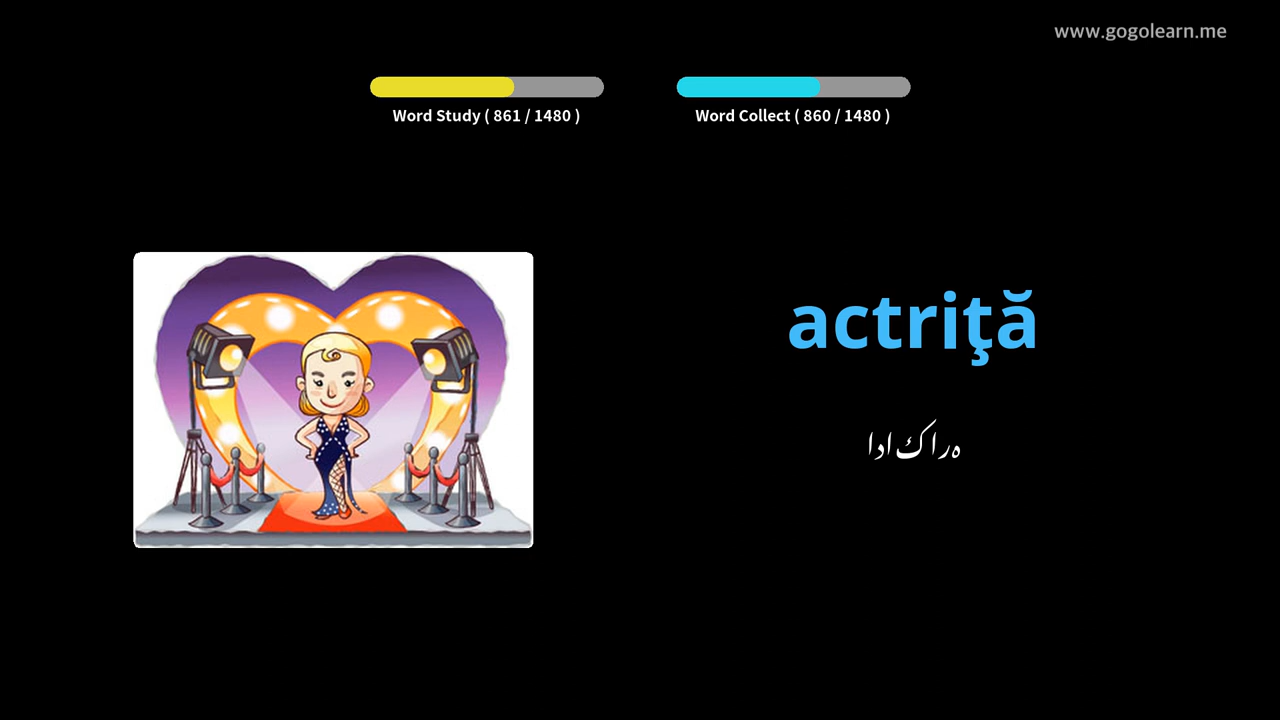 www.gogolearn.me
Word Study ( 861 / 1480 )
Word Collect ( 860 / 1480 )
actriţă
اداکارہ